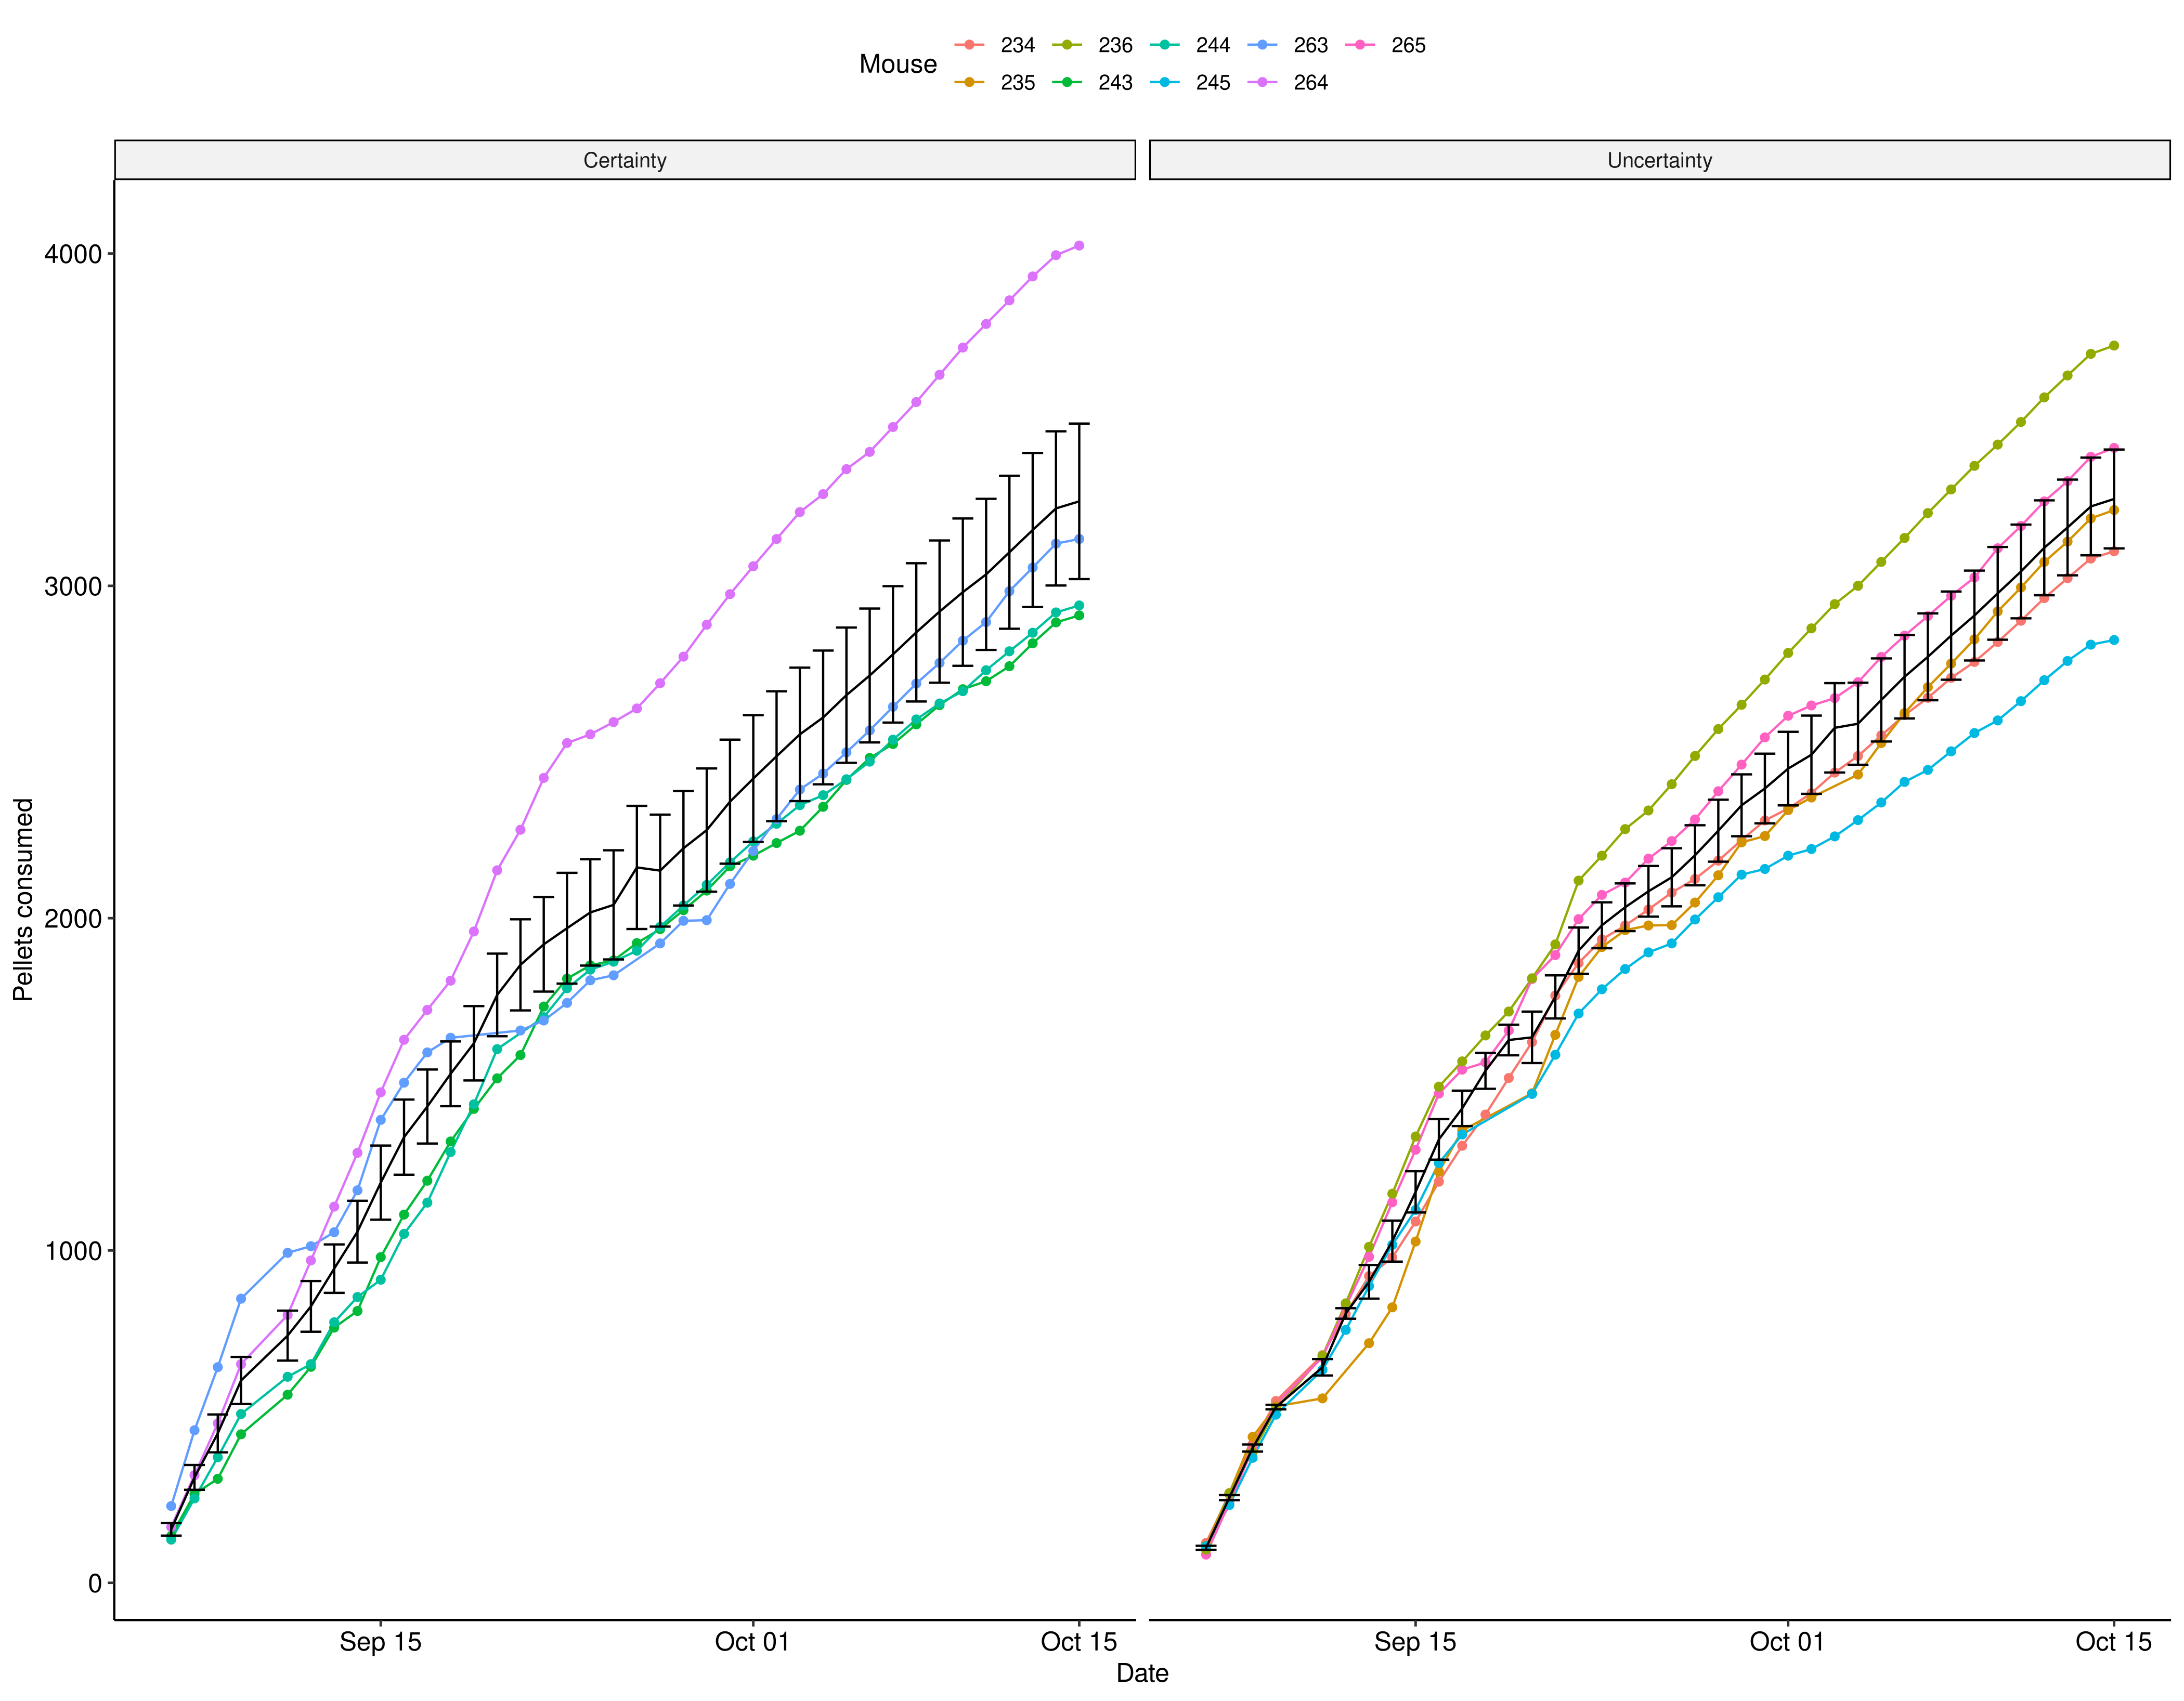 Mouse
234 236 244 263 265
235 243 245 264
Certainty Uncertainty
4000
3000
2000
1000
0
Pellets consumed
Sep 15 Oct 01 Oct 15 Sep 15 Oct 01 Oct 15
Date